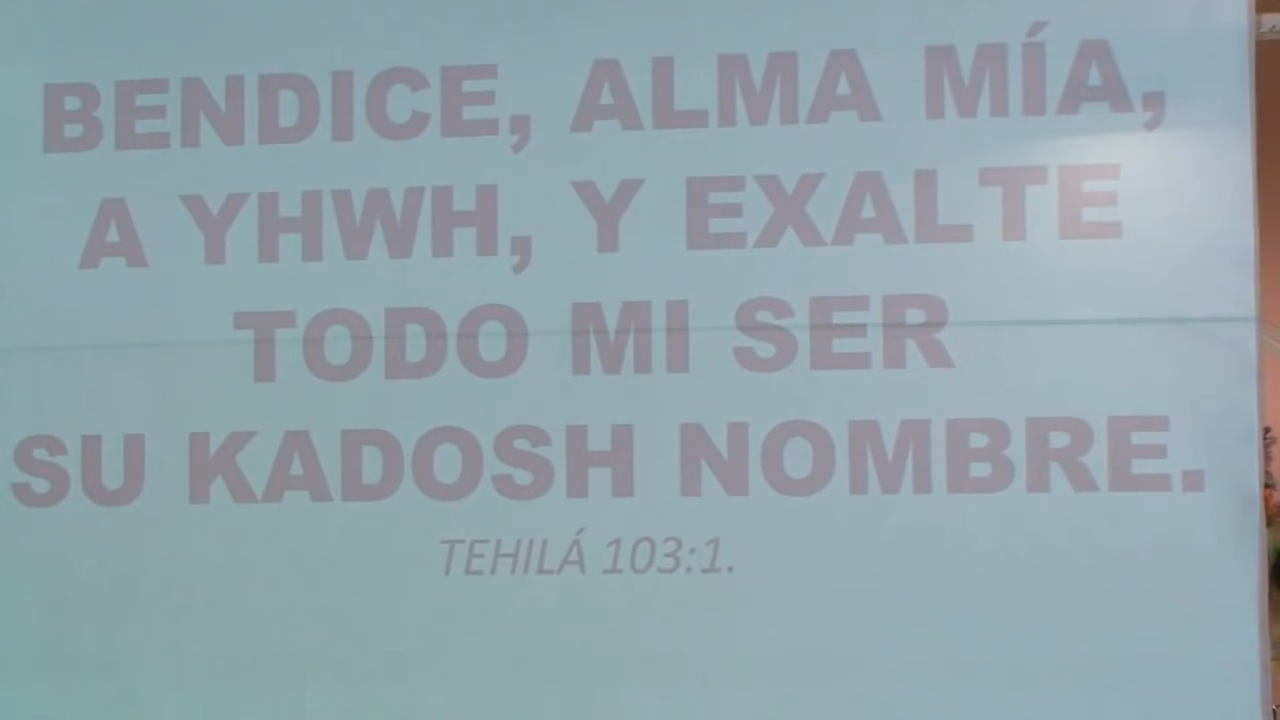 BENDICE, ALMA MÍA,
A YHWH, Y EXALTE
TODO MI SER
SU KADOSH NOMBRE.
TEHILÁ 103:1.